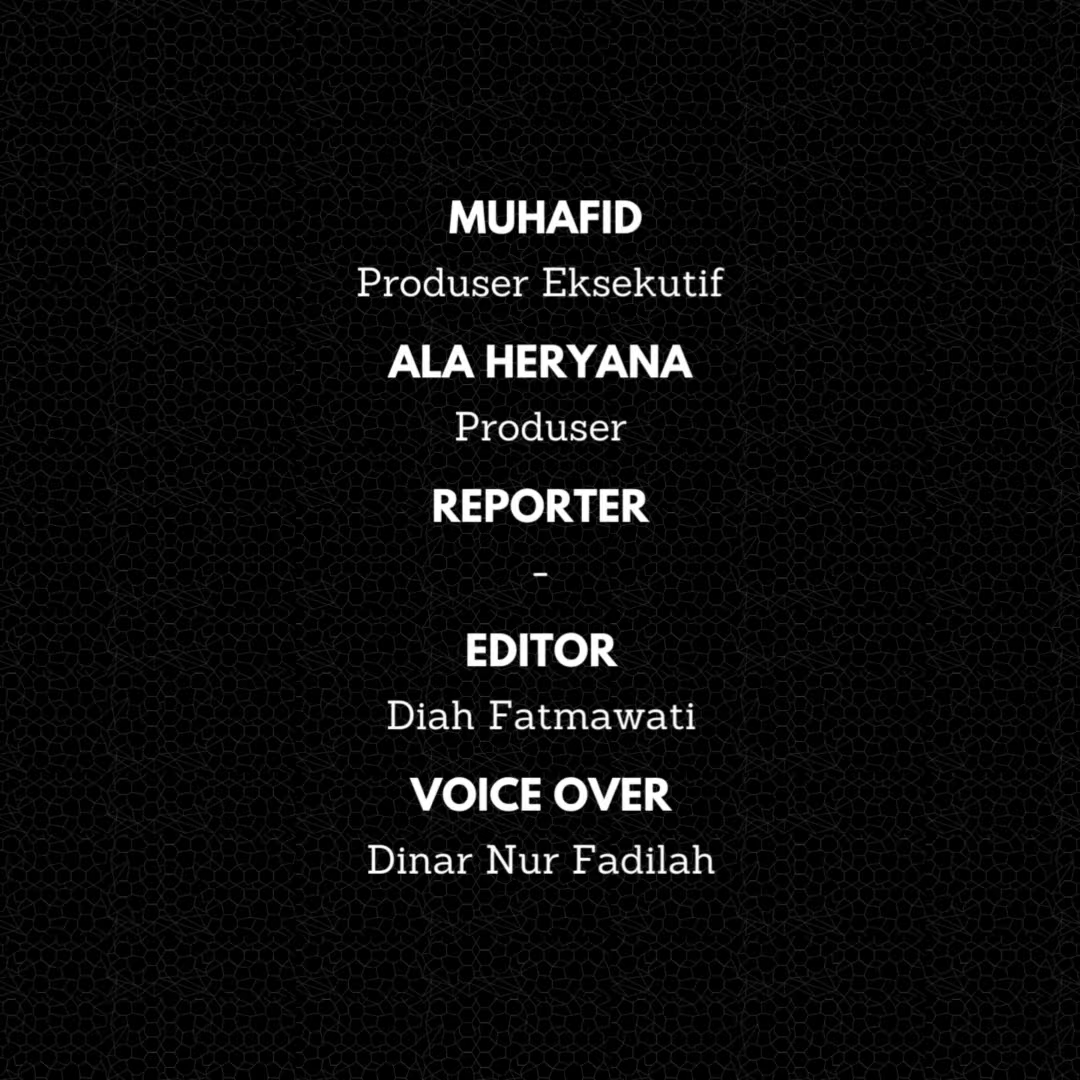 MUHAFID
Produser Eksekutif
ALA HERYANA
Produser
REPORTER
-
EDITOR
Diah Fatmawati
VOICE OVER
Dinar Nur Fadilah